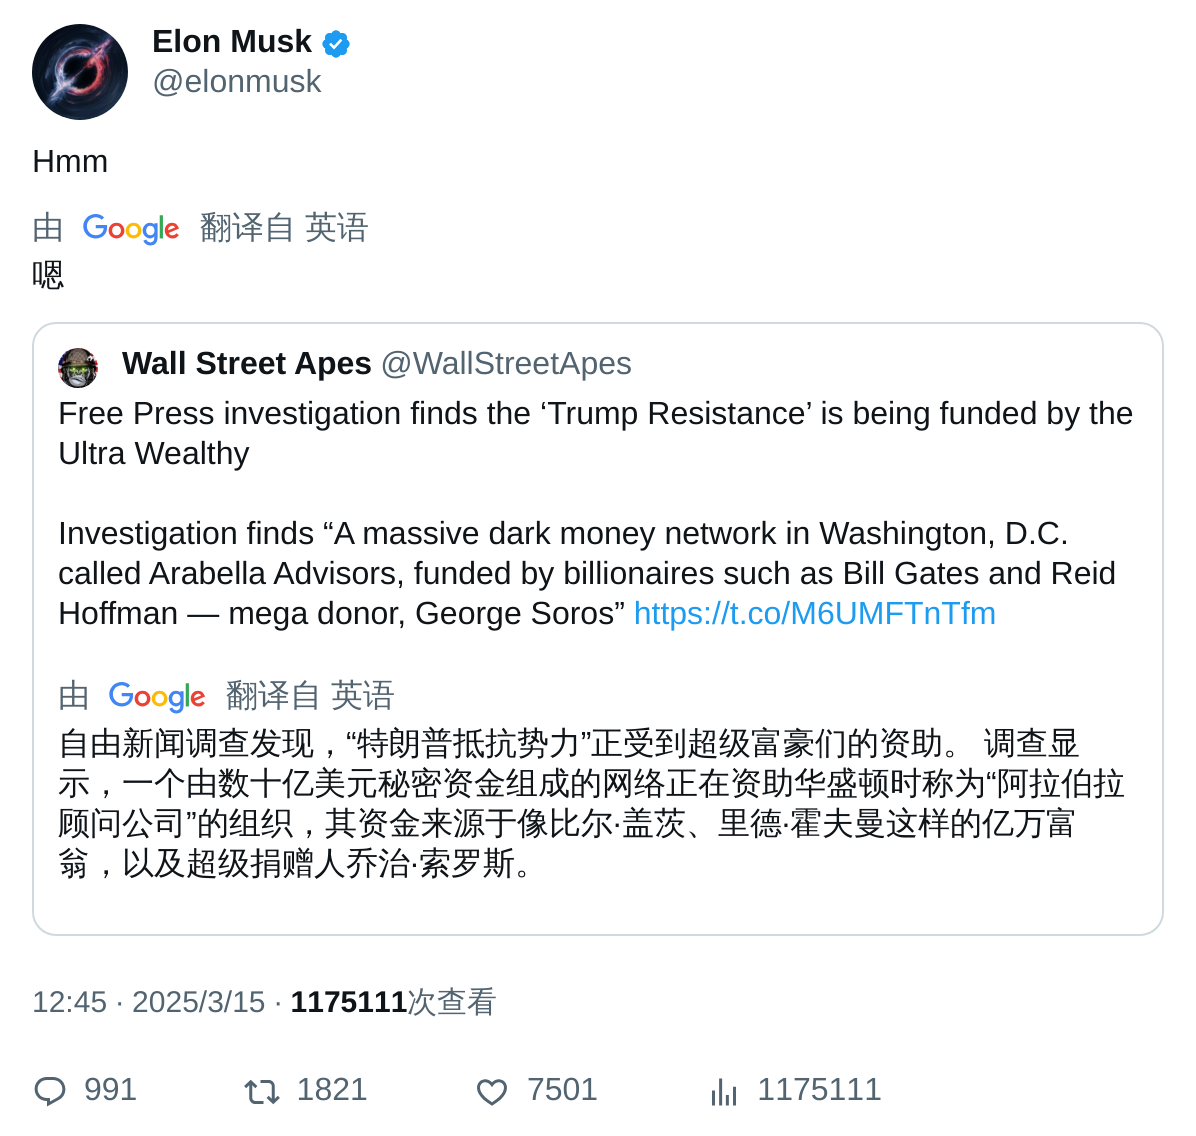 Elon Musk
@elonmusk
Hmm
由 Google 翻译自 英语
嗯
Wall Street Apes @WallStreetApes
Free Press investigation finds the ‘Trump Resistance’ is being funded by the
Ultra Wealthy
Investigation finds “A massive dark money network in Washington, D.C.
called Arabella Advisors, funded by billionaires such as Bill Gates and Reid
Hoffman — mega donor, George Soros” https://t.co/M6UMFTnTfm
由 Google 翻译自 英语
自由新闻调查发现，“特朗普抵抗势力”正受到超级富豪们的资助。 调查显
示，一个由数十亿美元秘密资金组成的网络正在资助华盛顿时称为“阿拉伯拉
顾问公司”的组织，其资金来源于像比尔·盖茨、里德·霍夫曼这样的亿万富
翁，以及超级捐赠人乔治·索罗斯。
12:45 · 2025/3/15 · 1175111次查看
991 1821 7501 1175111